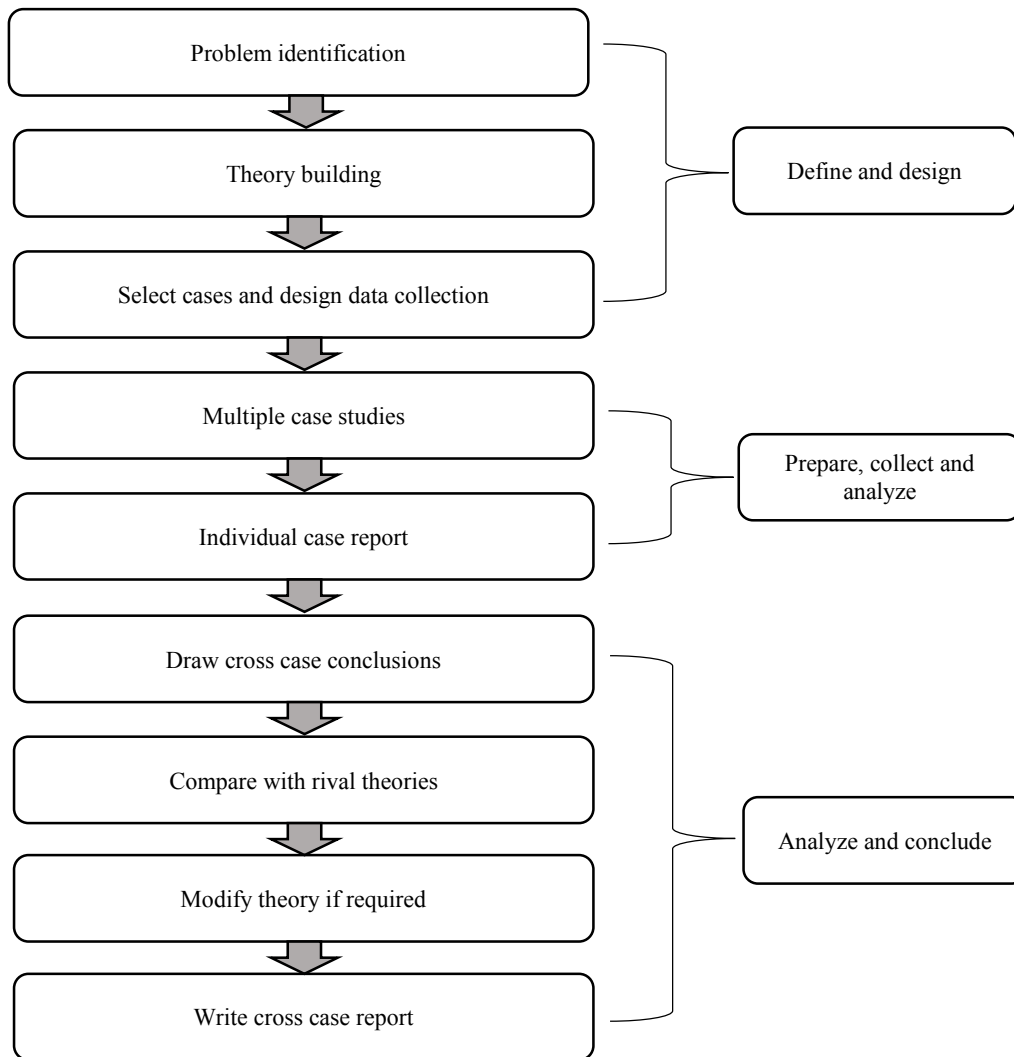 Problem identification
Theory building
Select cases and design data collection
Define and design
Multiple case studies
Individual case report
Prepare, collect and
analyze
Draw cross case conclusions
Compare with rival theories
Modify theory if required
Write cross case report
Analyze and conclude